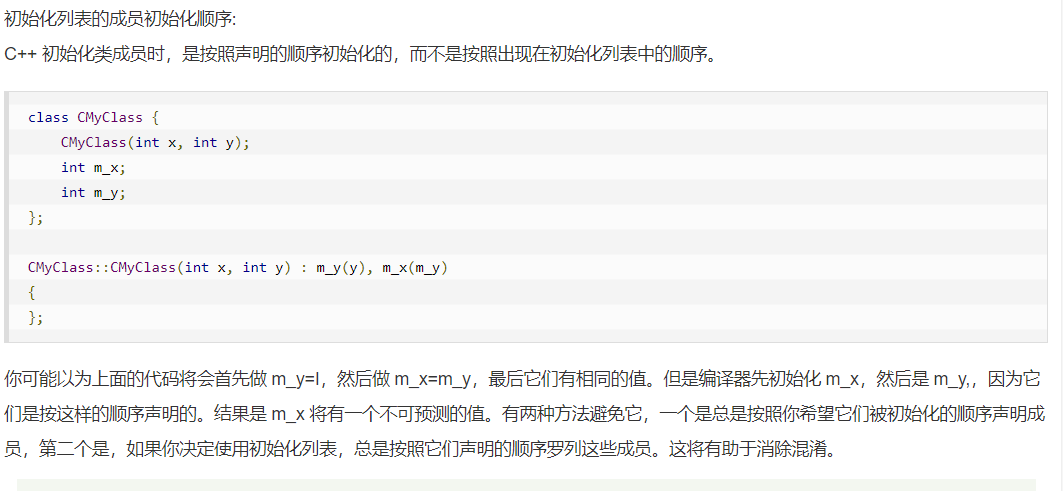 初始化列表的成员初始化顺序:
C++ 初始化类成员时，是按照声明的顺序初始化的，而不是按照出现在初始化列表中的顺序。
class CMyClass {
    CMyClass(int x, int y);
    int m_x;
    int m_y;
};
CMyClass::CMyClass(int x, int y) : m_y(y), m_x(m_y)
{
};
你可能以为上面的代码将会首先做 m_y=I，然后做 m_x=m_y，最后它们有相同的值。但是编译器先初始化 m_x，然后是 m_y,，因为它
们是按这样的顺序声明的。结果是 m_x 将有一个不可预测的值。有两种方法避免它，一个是总是按照你希望它们被初始化的顺序声明成
员，第二个是，如果你决定使用初始化列表，总是按照它们声明的顺序罗列这些成员。这将有助于消除混淆。